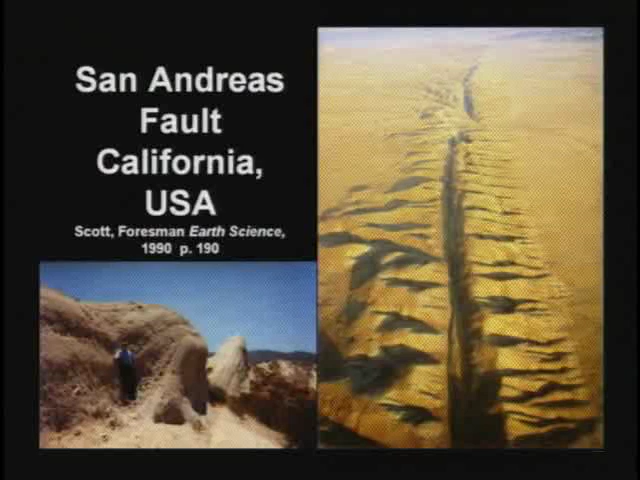 San Andreas
Fault
California,
USA
Scott, Foresman Earth Science,
1990 p. 190